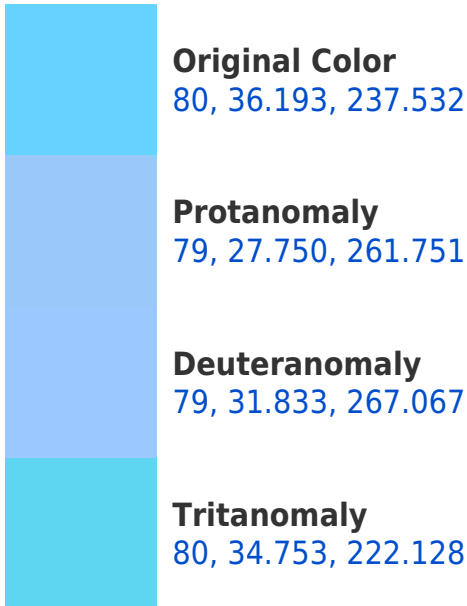 Original Color
80, 36.193, 237.532
Protanomaly
79, 27.750, 261.751
Deuteranomaly
79, 31.833, 267.067
Tritanomaly
80, 34.753, 222.128